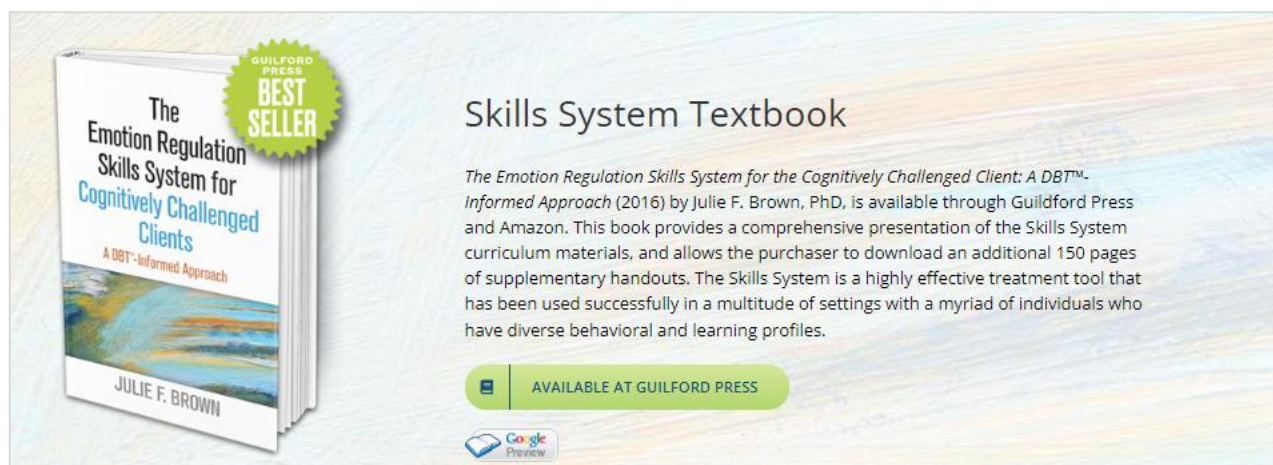 The
Emotion Regulation
Skills System for
Cognitively Challenged
Clients
A DBT™-Informed Approach
JULIE F. BROWN
GUILFORD
PRESS
BEST
SELLER
Skills System Textbook
The Emotion Regulation Skills System for the Cognitively Challenged Client: A DBT™-
Informed Approach (2016) by Julie F. Brown, PhD, is available through Guildford Press
and Amazon. This book provides a comprehensive presentation of the Skills System
curriculum materials, and allows the purchaser to download an additional 150 pages
of supplementary handouts. The Skills System is a highly effective treatment tool that
has been used successfully in a multitude of settings with a myriad of individuals who
have diverse behavioral and learning profiles.
AVAILABLE AT GUILFORD PRESS
Google
Preview